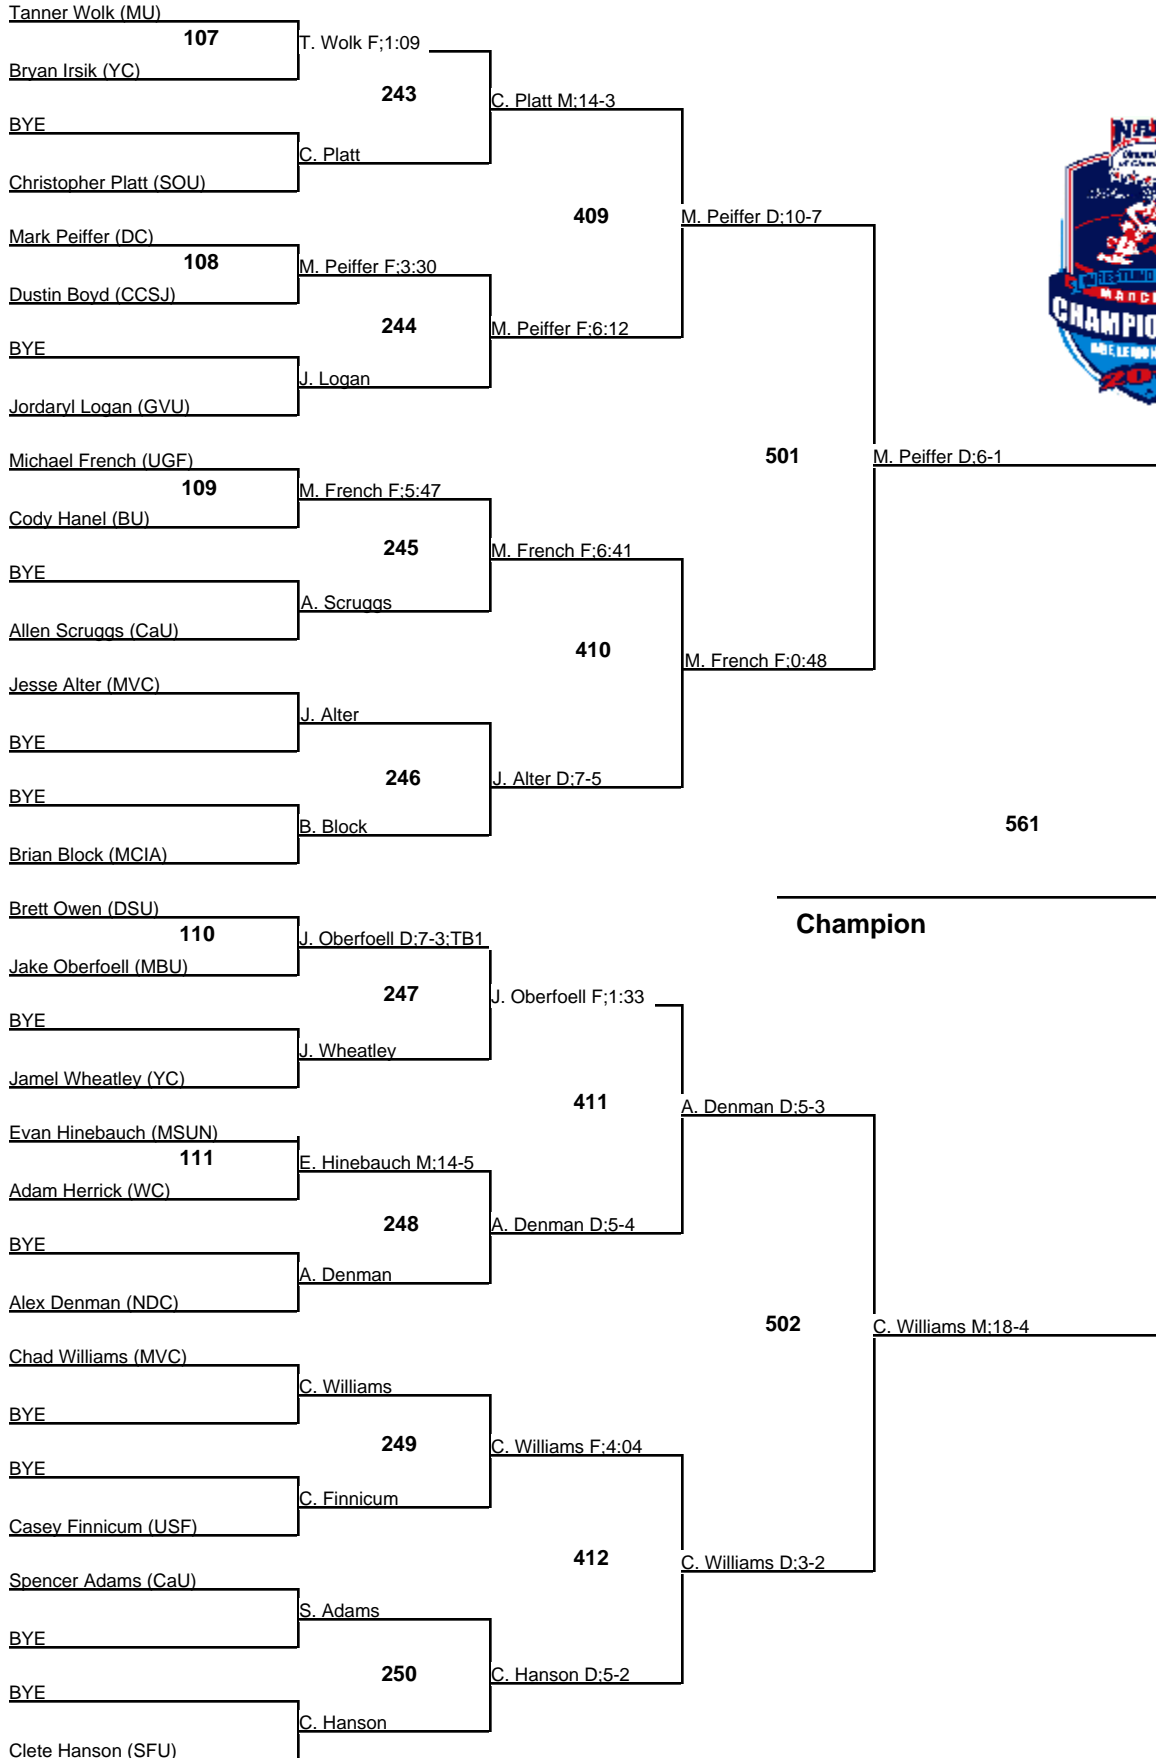 Tanner Wolk (MU)
107
T. Wolk F;1:09
Bryan Irsik (YC)
243
C. Platt M;14-3
BYE
C. Platt
Christopher Platt (SOU)
409
M. Peiffer D;10-7
Mark Peiffer (DC)
108
M. Peiffer F;3:30
Dustin Boyd (CCSJ)
244
M. Peiffer F;6:12
BYE
J. Logan
Jordaryl Logan (GVU)
501
M. Peiffer D;6-1
Michael French (UGF)
109
M. French F;5:47
Cody Hanel (BU)
245
M. French F;6:41
BYE
A. Scruggs
Allen Scruggs (CaU)
410
M. French F;0:48
Jesse Alter (MVC)
J. Alter
BYE
246
J. Alter D;7-5
BYE
B. Block
Brian Block (MCIA)
561
Champion
Brett Owen (DSU)
110
J. Oberfoell D;7-3;TB1
Jake Oberfoell (MBU)
247
J. Oberfoell F;1:33
BYE
J. Wheatley
Jamel Wheatley (YC)
411
A. Denman D;5-3
Evan Hinebauch (MSUN)
111
E. Hinebauch M;14-5
Adam Herrick (WC)
248
A. Denman D;5-4
BYE
A. Denman
Alex Denman (NDC)
502
C. Williams M;18-4
Chad Williams (MVC)
C. Williams
BYE
249
C. Williams F;4:04
BYE
C. Finnicum
Casey Finnicum (USF)
412
C. Williams D;3-2
Spencer Adams (CaU)
S. Adams
BYE
250
C. Hanson D;5-2
BYE
C. Hanson
Clete Hanson (SFU)